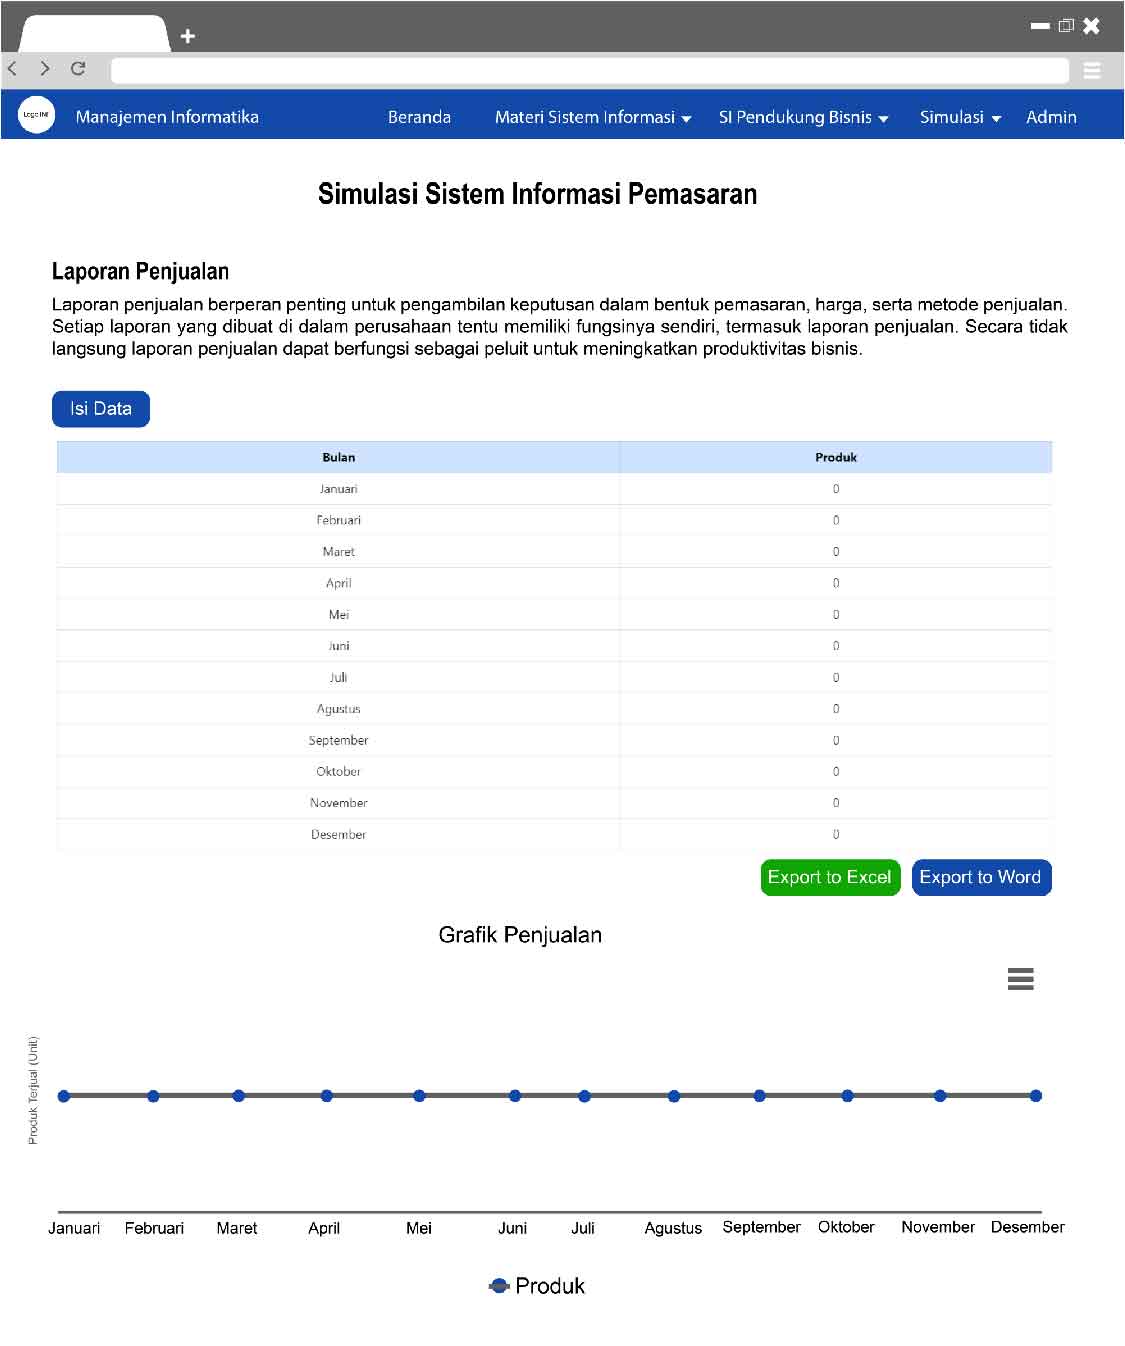 Logo INI Manajemen Informatika Beranda Materi Sistem Informasi SI Pendukung Bisnis Simulasi Admin
Simulasi Sistem Informasi Pemasaran
Laporan Penjualan
Laporan penjualan berperan penting untuk pengambilan keputusan dalam bentuk pemasaran, harga, serta metode penjualan.
Setiap laporan yang dibuat di dalam perusahaan tentu memiliki fungsinya sendiri, termasuk laporan penjualan. Secara tidak
langsung laporan penjualan dapat berfungsi sebagai peluit untuk meningkatkan produktivitas bisnis.
Isi Data
Bulan Produk
Januari 0
Februari 0
Maret 0
April 0
Mei 0
Juni 0
Juli 0
Agustus 0
September 0
Oktober 0
November 0
Desember 0
Export to Excel Export to Word
Grafik Penjualan
Produk Terjual (Unit)
Januari Februari Maret April Mei Juni Juli Agustus September Oktober November Desember
Produk